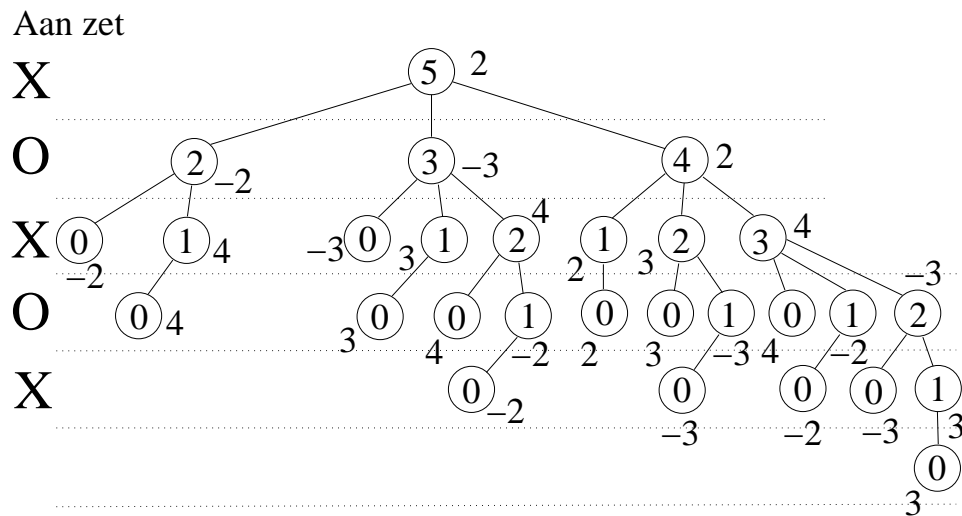 Aan zet
X 5 2
O 2 −2 3 −3 4 2
X 0 −2 1 4 −3 0 3 1 2 4 2 1 3 2 3 4
O 0 4 3 0 4 0 1 −2 0 2 0 3 1 −3 0 4 1 −2 2 −3
X 0 −2 0 −3 0 −2 0 −3 1 3
0 3